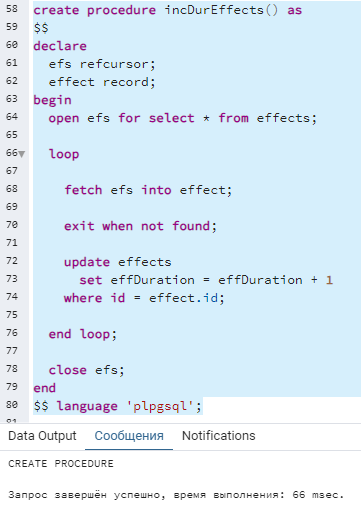 58 create procedure incDurEffects() as
59 $$
60 declare
61 efs refcursor;
62 effect record;
63 begin
64 open efs for select * from effects;
65
66 loop
67
68 fetch efs into effect;
69
70 exit when not found;
71
72 update effects
73 set effDuration = effDuration + 1
74 where id = effect.id;
75
76 end loop;
77
78 close efs;
79 end
80 $$ language 'plpgsql';
Data Output Сообщения Notifications
CREATE PROCEDURE
Запрос завершён успешно, время выполнения: 66 msec.